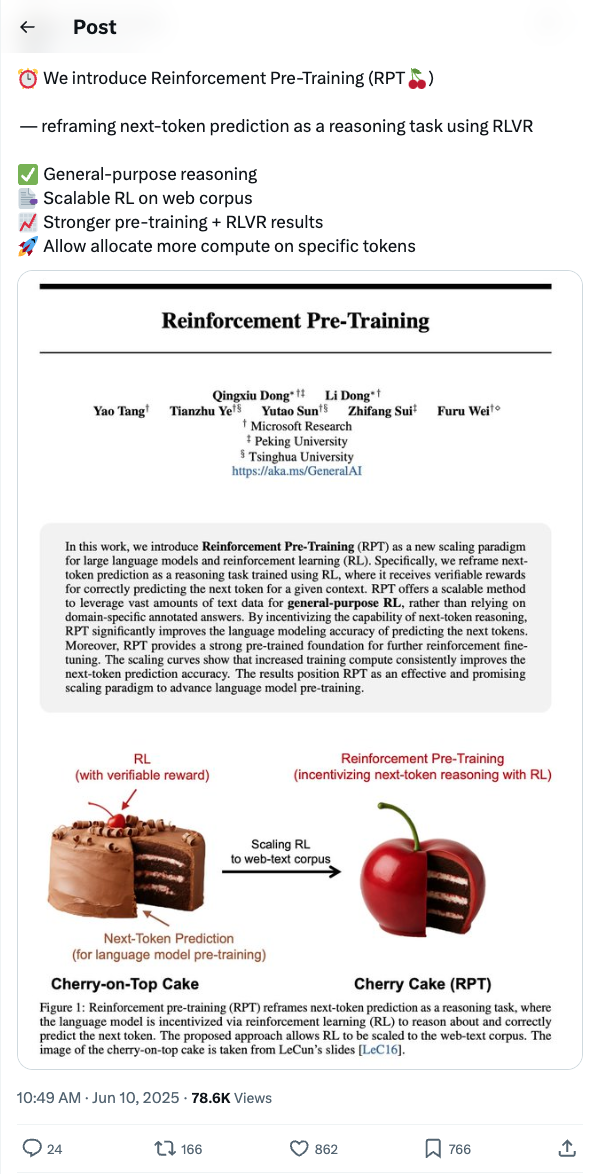 Post
⏰ We introduce Reinforcement Pre-Training (RPT🍒)
— reframing next-token prediction as a reasoning task using RLVR
✅ General-purpose reasoning
📑 Scalable RL on web corpus
📈 Stronger pre-training + RLVR results
🚀 Allow allocate more compute on specific tokens
Reinforcement Pre-Training
Qingxiu Dong*†‡ Li Dong*†
Yao Tang† Tianzhu Ye†§ Yutao Sun†§ Zhifang Sui‡ Furu Wei†⋄
† Microsoft Research
‡ Peking University
§ Tsinghua University
https://aka.ms/GeneralAI
In this work, we introduce Reinforcement Pre-Training (RPT) as a new scaling paradigm
for large language models and reinforcement learning (RL). Specifically, we reframe next-
token prediction as a reasoning task trained using RL, where it receives verifiable rewards
for correctly predicting the next token for a given context. RPT offers a scalable method
to leverage vast amounts of text data for general-purpose RL, rather than relying on
domain-specific annotated answers. By incentivizing the capability of next-token reasoning,
RPT significantly improves the language modeling accuracy of predicting the next tokens.
Moreover, RPT provides a strong pre-trained foundation for further reinforcement fine-
tuning. The scaling curves show that increased training compute consistently improves the
next-token prediction accuracy. The results position RPT as an effective and promising
scaling paradigm to advance language model pre-training.
RL
(with verifiable reward)
Reinforcement Pre-Training
(incentivizing next-token reasoning with RL)
Scaling RL
to web-text corpus
Next-Token Prediction
(for language model pre-training)
Cherry-on-Top Cake
Cherry Cake (RPT)
Figure 1: Reinforcement pre-training (RPT) reframes next-token prediction as a reasoning task, where
the language model is incentivized via reinforcement learning (RL) to reason about and correctly
predict the next token. The proposed approach allows RL to be scaled to the web-text corpus. The
image of the cherry-on-top cake is taken from LeCun's slides [LeC16].
10:49 AM · Jun 10, 2025 · 78.6K Views
24 166 862 766